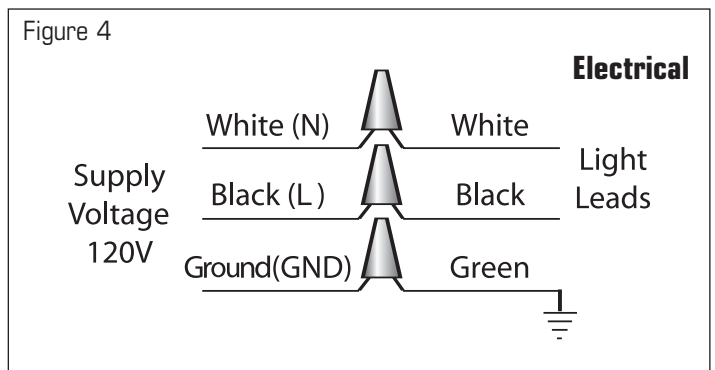 Figure 4
Electrical
White (N)
White
Supply
Voltage
120V
Black (L)
Black
Light
Leads
Ground(GND)
Green